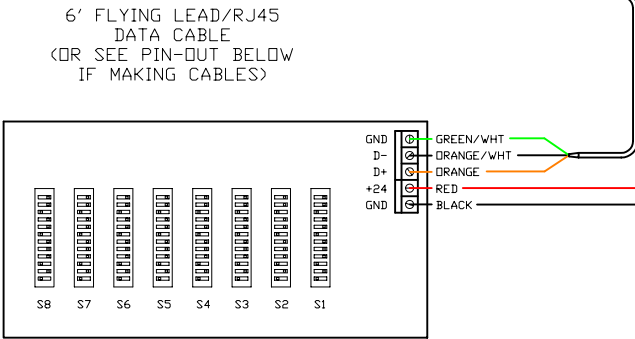 6' FLYING LEAD/RJ45
DATA CABLE
(OR SEE PIN-OUT BELOW
IF MAKING CABLES)
GND GREEN/WHT
D- ORANGE/WHT
D+ ORANGE
+24 RED
GND BLACK
S8 S7 S6 S5 S4 S3 S2 S1